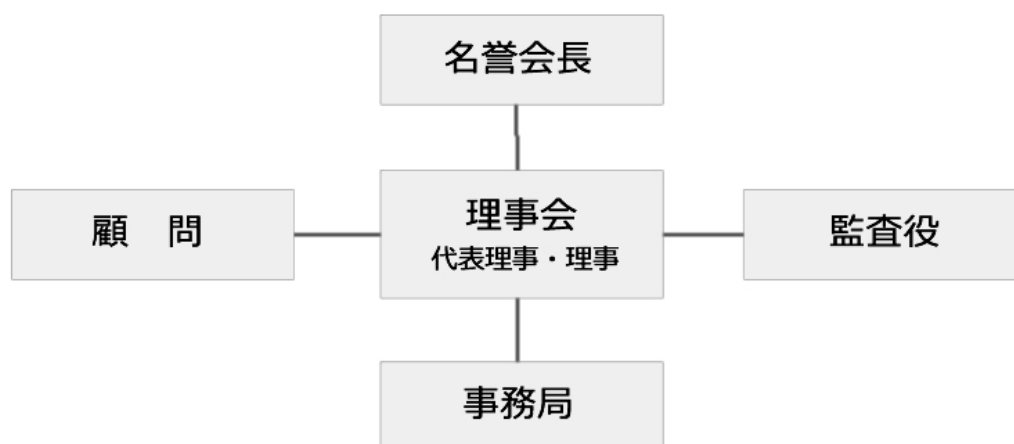 名誉会長
顧　問
理事会
代表理事・理事
監査役
事務局